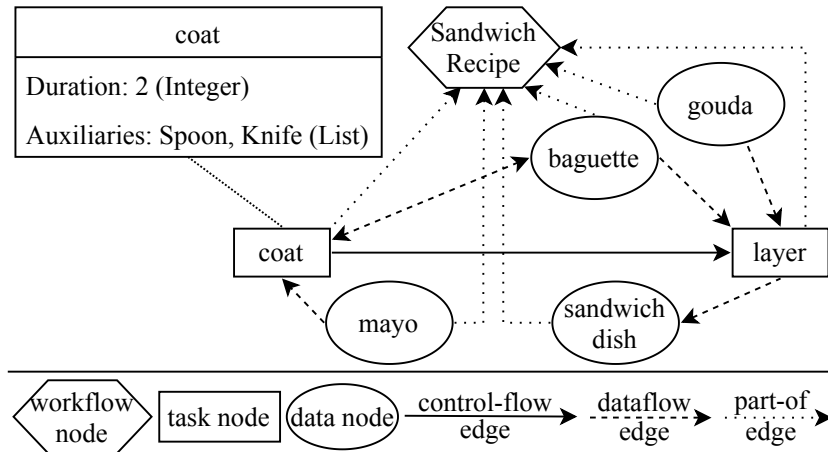 coat
Duration: 2 (Integer)
Auxiliaries: Spoon, Knife (List)
Sandwich
Recipe
gouda
baguette
coat
layer
mayo
sandwich
dish
workflow
node
task node
data node
control-flow
edge
dataflow
edge
part-of
edge